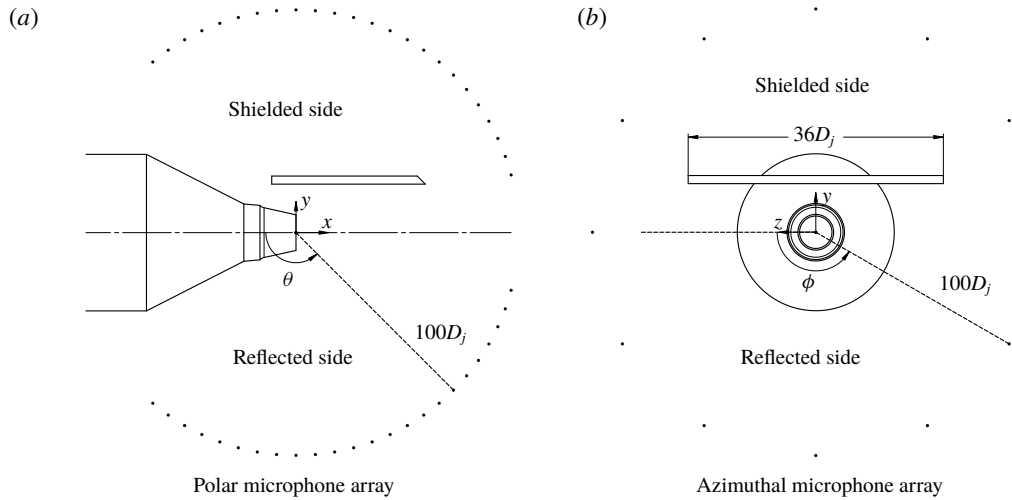 (a)
Shielded side
y
x
θ
100D_j
Reflected side
Polar microphone array
(b)
Shielded side
36D_j
y
z
ϕ
100D_j
Reflected side
Azimuthal microphone array